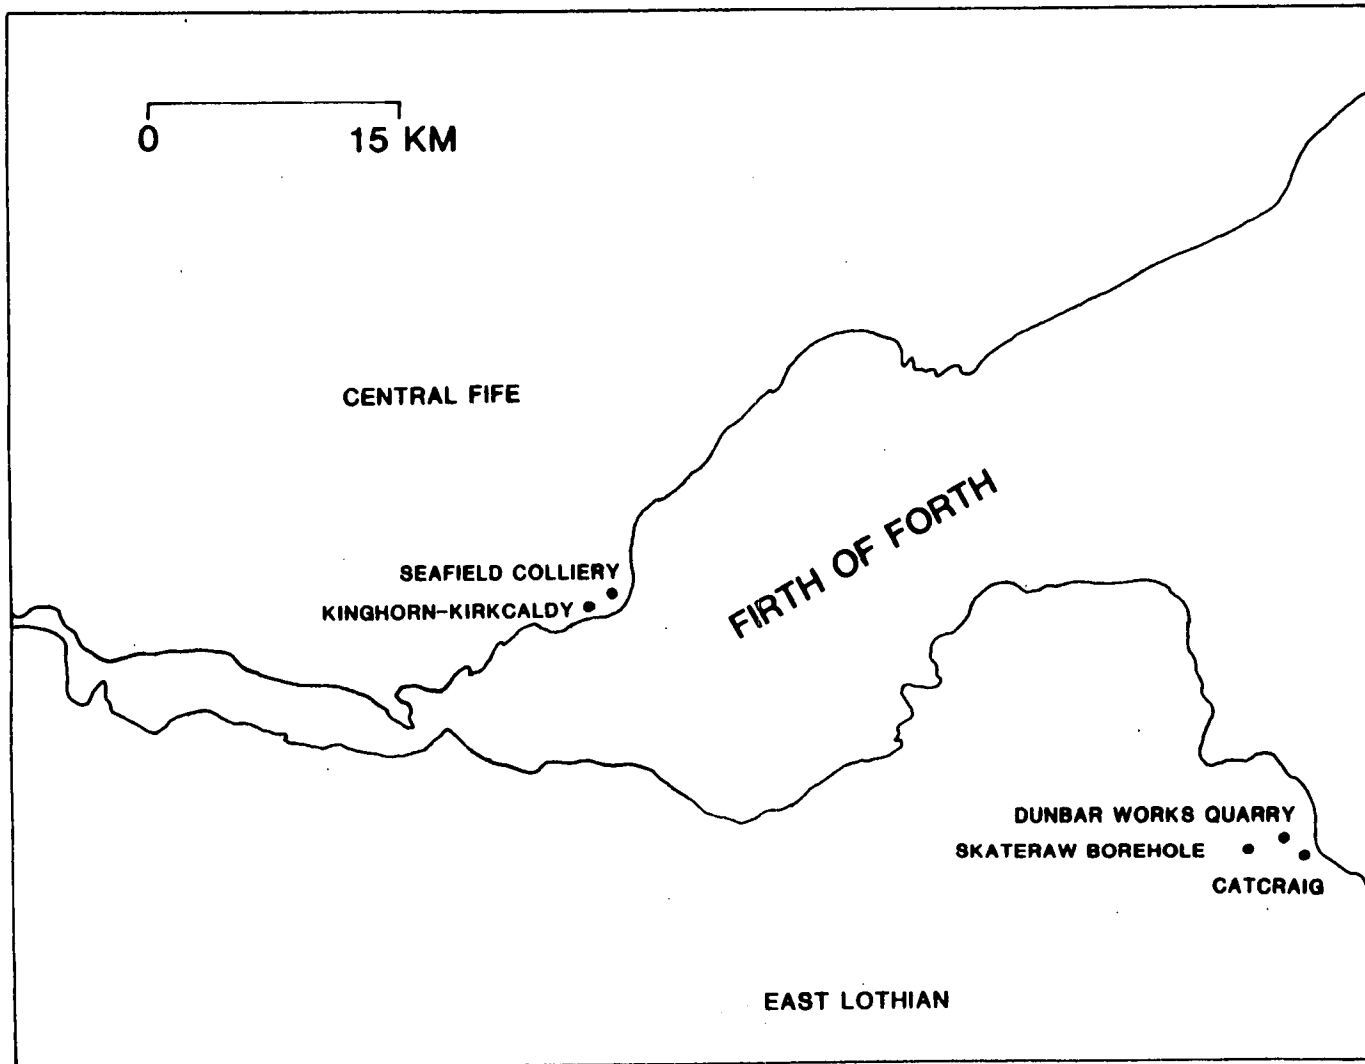 0 15 KM
CENTRAL FIFE
FIRTH OF FORTH
SEAFIELD COLLIERY
KINGHORN-KIRKCALDY
DUNBAR WORKS QUARRY
SKATERAW BOREHOLE
CATCRAIG
EAST LOTHIAN